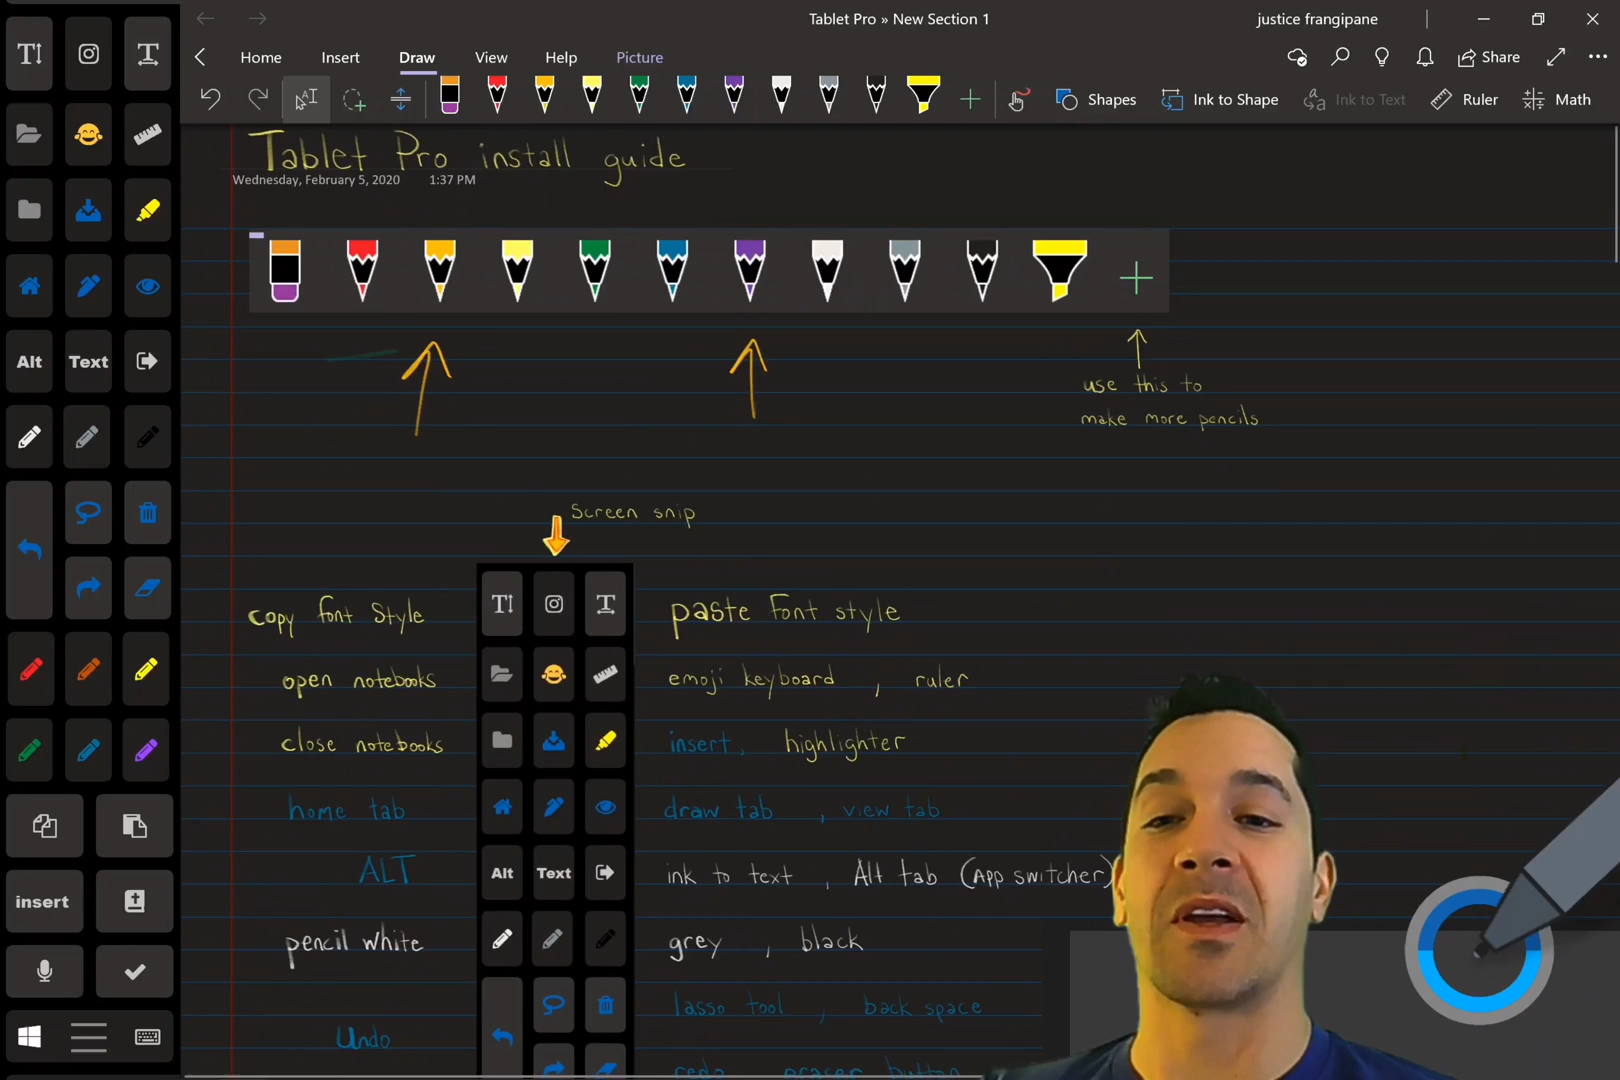 Tablet Pro » New Section 1
justice frangipane
Home Insert Draw View Help Picture
Share
Shapes Ink to Shape Ink to Text Ruler Math
Tablet Pro install guide
Wednesday, February 5, 2020 1:37 PM
use this to
make more pencils
Screen snip
copy font Style
paste Font style
open notebooks
emoji keyboard , ruler
close notebooks
insert, highlighter
home tab
draw tab , view tab
ALT
Alt Text
ink to text , Alt tab (App switcher)
pencil white
grey , black
lasso tool , back space
Undo
redo eraser button
Alt Text
insert